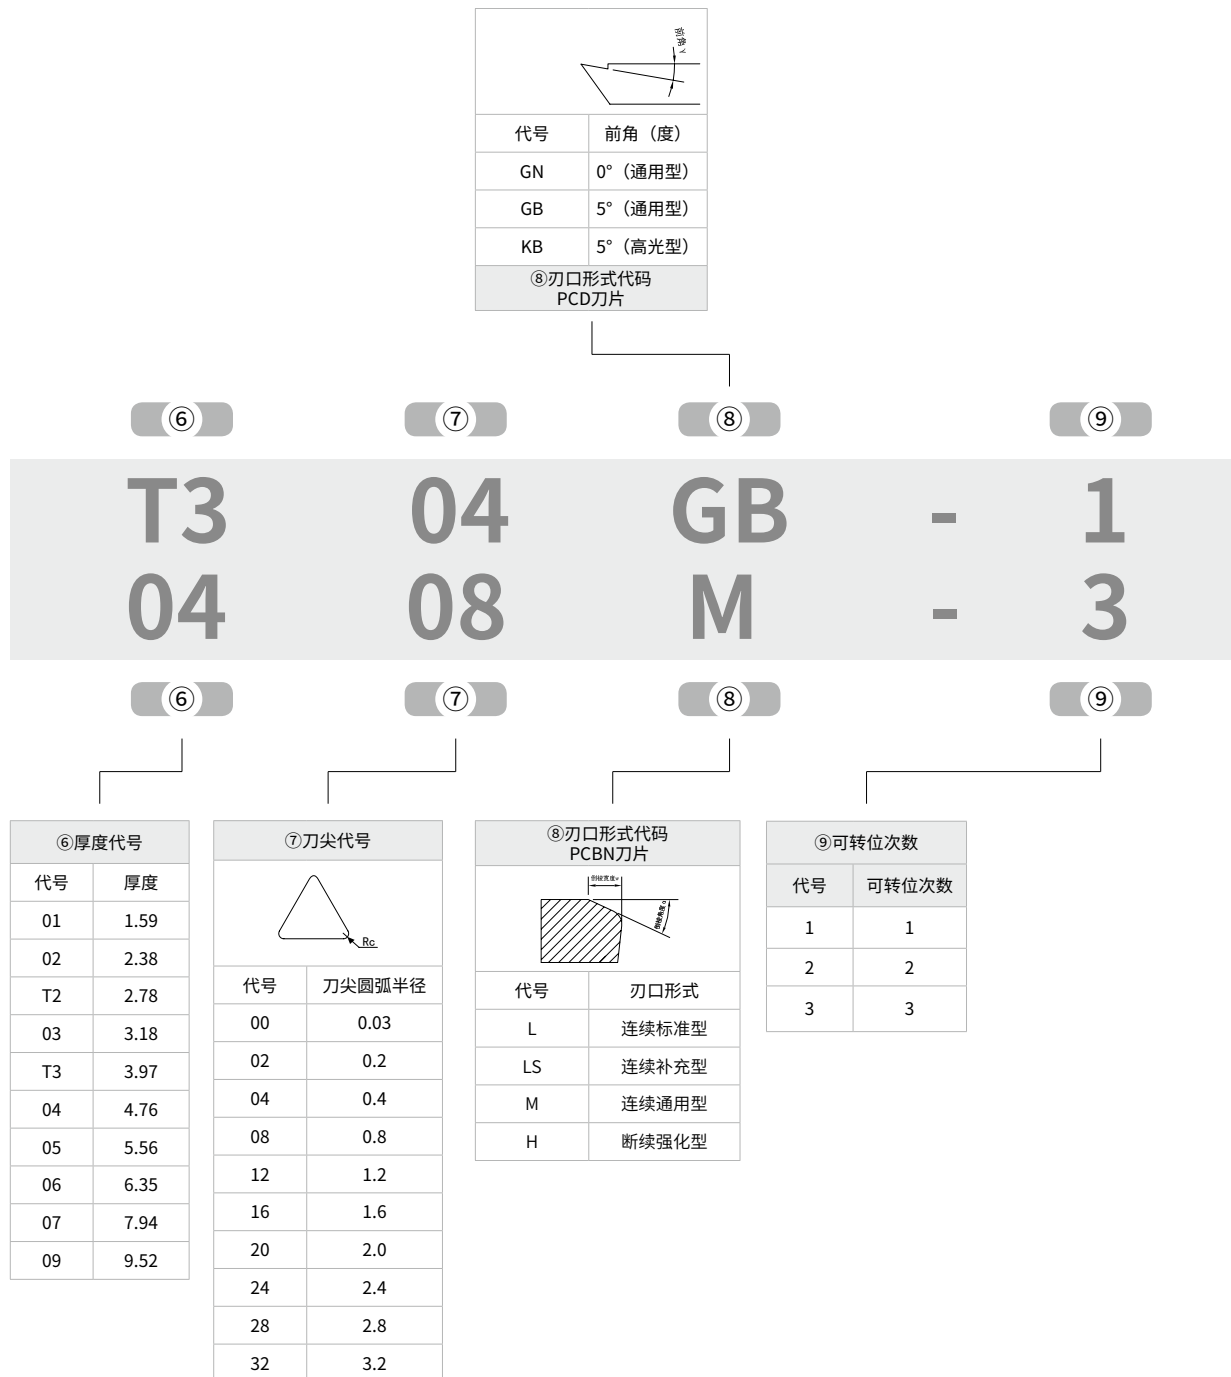 前角 γ
代号 前角（度）
GN 0°（通用型）
GB 5°（通用型）
KB 5°（高光型）
⑧刃口形式代码
PCD刀片
⑥ ⑦ ⑧ ⑨
T3 04 GB - 1
04 08 M - 3
⑥ ⑦ ⑧ ⑨
⑥厚度代号
代号 厚度
01 1.59
02 2.38
T2 2.78
03 3.18
T3 3.97
04 4.76
05 5.56
06 6.35
07 7.94
09 9.52
⑦刀尖代号
Rc
代号 刀尖圆弧半径
00 0.03
02 0.2
04 0.4
08 0.8
12 1.2
16 1.6
20 2.0
24 2.4
28 2.8
32 3.2
⑧刃口形式代码
PCBN刀片
倒棱宽度w
倒棱角度α
代号 刃口形式
L 连续标准型
LS 连续补充型
M 连续通用型
H 断续强化型
⑨可转位次数
代号 可转位次数
1 1
2 2
3 3